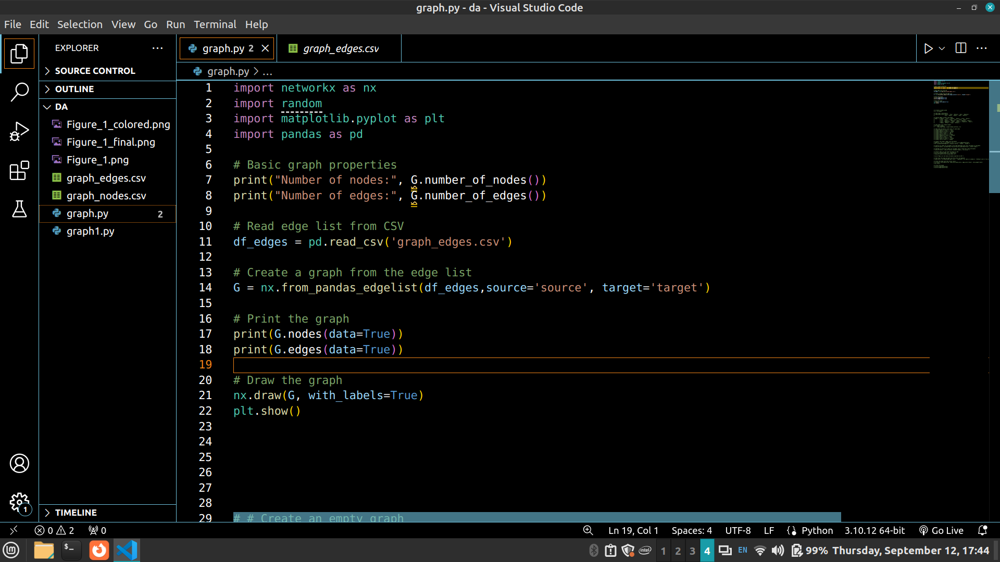 graph.py - da - Visual Studio Code
File Edit Selection View Go Run Terminal Help
EXPLORER
SOURCE CONTROL
OUTLINE
DA
Figure_1_colored.png
Figure_1_final.png
Figure_1.png
graph_edges.csv
graph_nodes.csv
graph.py 2
graph1.py
TIMELINE
graph.py 2
graph_edges.csv
graph.py > ...
1 import networkx as nx
2 import random
3 import matplotlib.pyplot as plt
4 import pandas as pd
5
6 # Basic graph properties
7 print("Number of nodes:", G.number_of_nodes())
8 print("Number of edges:", G.number_of_edges())
9
10 # Read edge list from CSV
11 df_edges = pd.read_csv('graph_edges.csv')
12
13 # Create a graph from the edge list
14 G = nx.from_pandas_edgelist(df_edges,source='source', target='target')
15
16 # Print the graph
17 print(G.nodes(data=True))
18 print(G.edges(data=True))
19
20 # Draw the graph
21 nx.draw(G, with_labels=True)
22 plt.show()
23
24
25
26
27
28
29 # # Create an empty graph
1
0 2 0
Ln 19, Col 1 Spaces: 4 UTF-8 LF Python 3.10.12 64-bit Go Live
intel 1 2 3 4 EN 99% Thursday, September 12, 17:44